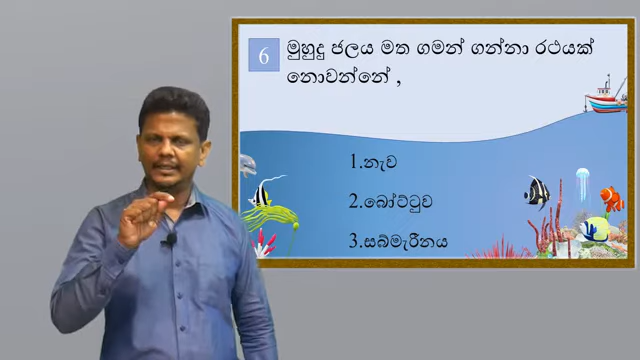 6 මුහුදු ජලය මත ගමන් ගන්නා රථයක්
නොවන්නේ ,
1.නැව
2.බෝට්ටුව
3.සබ්මැරීනය